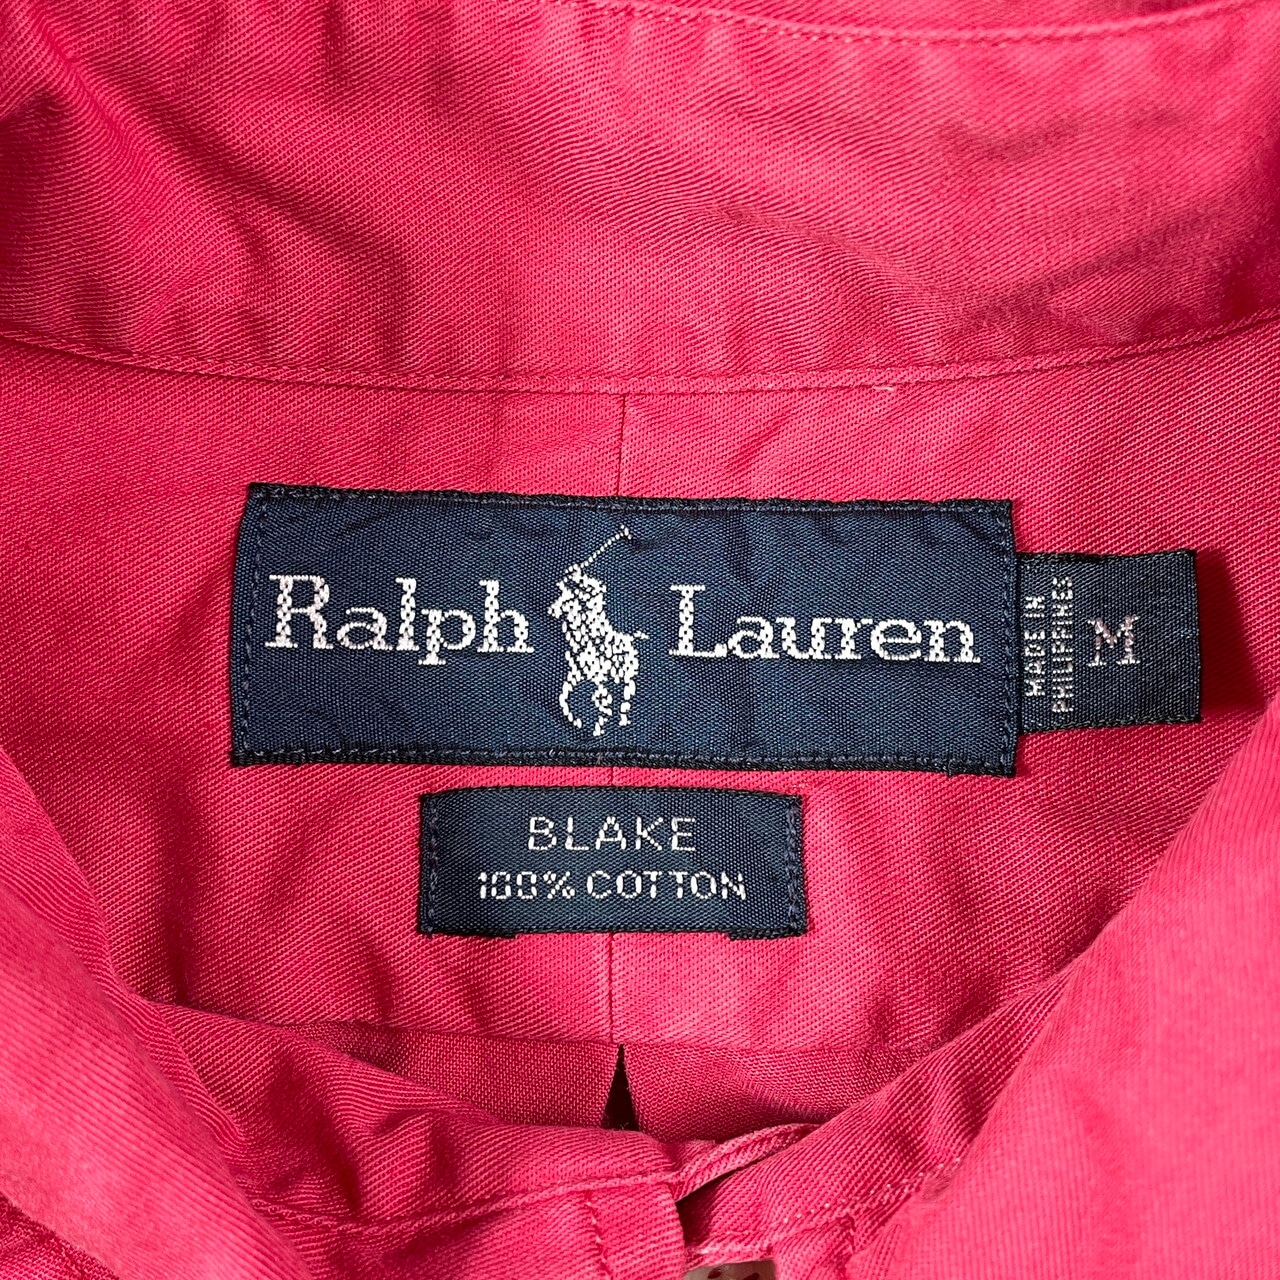 Ralph Lauren
MADE IN
PHILIPPINES
M
BLAKE
100% COTTON